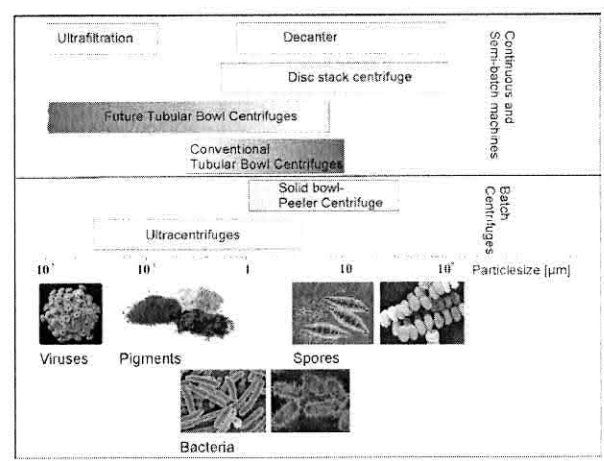 Ultrafiltration
Decanter
Disc stack centrifuge
Future Tubular Bowl Centrifuges
Conventional
Tubular Bowl Centrifuges
Continuous and
Semi-batch machines
Solid bowl-
Peeler Centrifuge
Ultracentrifuges
Batch
Centrifuges
1 10 Particlesize [µm]
Viruses Pigments Spores
Bacteria